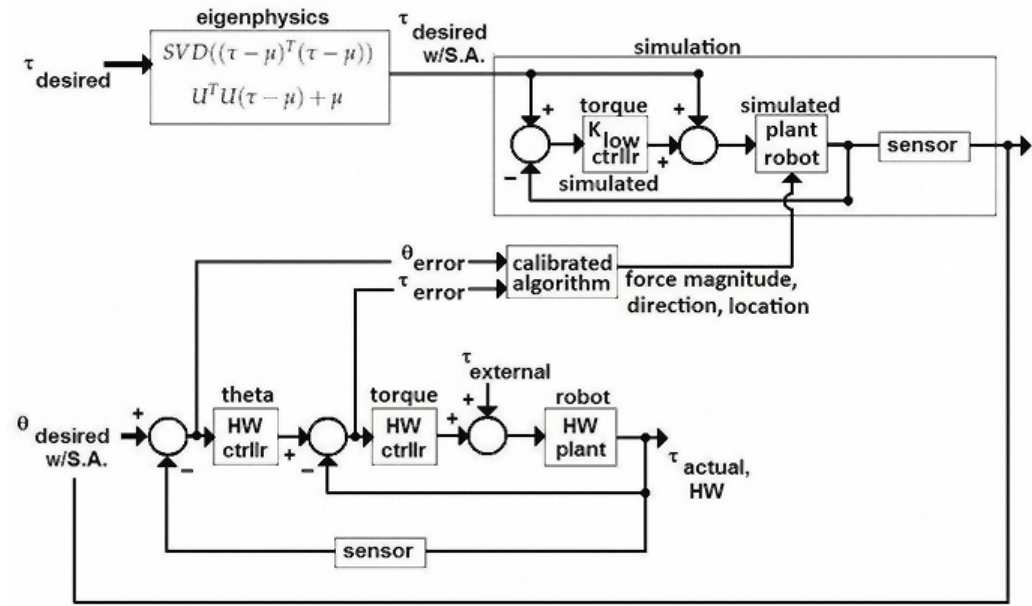 eigenphysics
τ desired
SVD((τ − μ)ᵀ(τ − μ))
UᵀU(τ − μ) + μ
τ desired w/S.A.
simulation
+
−
torque
K low ctrllr
simulated
+
+
simulated
plant robot
sensor
θ error
τ error
calibrated algorithm
force magnitude,
direction, location
θ desired w/S.A.
+
−
theta
HW ctrllr
+
−
torque
HW ctrllr
τ external
+
+
robot
HW plant
τ actual, HW
sensor